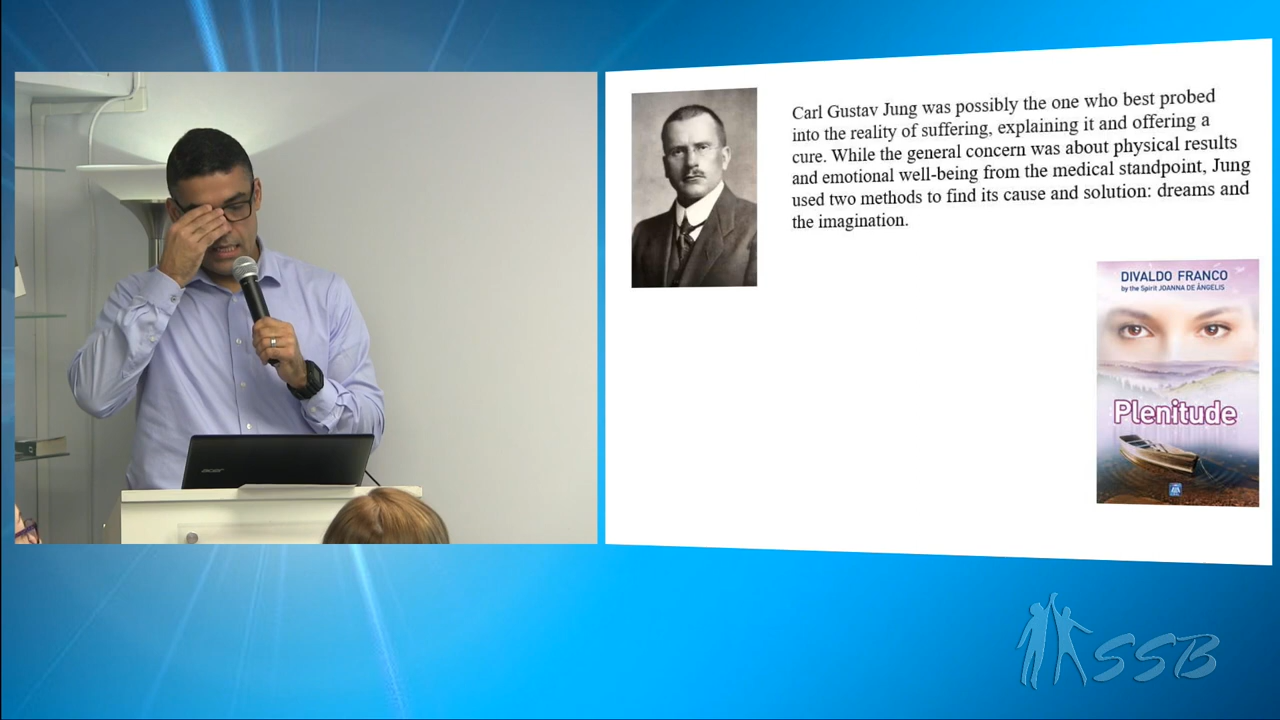 Carl Gustav Jung was possibly the one who best probed
into the reality of suffering, explaining it and offering a
cure. While the general concern was about physical results
and emotional well-being from the medical standpoint, Jung
used two methods to find its cause and solution: dreams and
the imagination.
DIVALDO FRANCO
by the Spirit JOANNA DE ÂNGELIS
Plenitude
acer
SSB